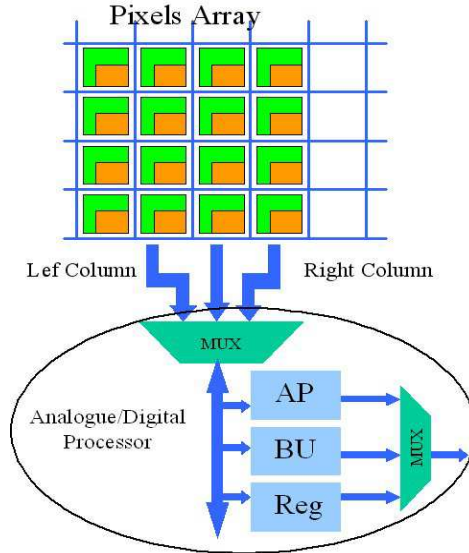 Pixels Array
Lef Column
Right Column
MUX
Analogue/Digital
Processor
AP
BU
Reg
MUX